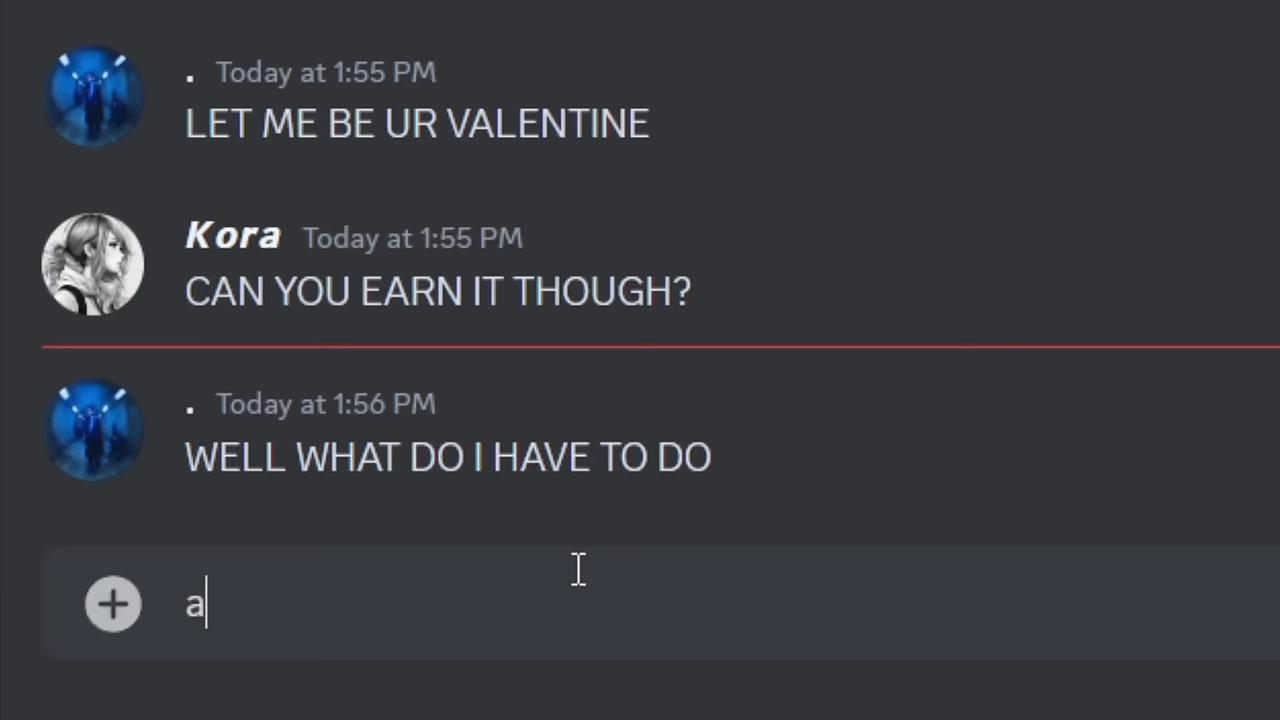 . Today at 1:55 PM
LET ME BE UR VALENTINE
Kora Today at 1:55 PM
CAN YOU EARN IT THOUGH?
. Today at 1:56 PM
WELL WHAT DO I HAVE TO DO
a